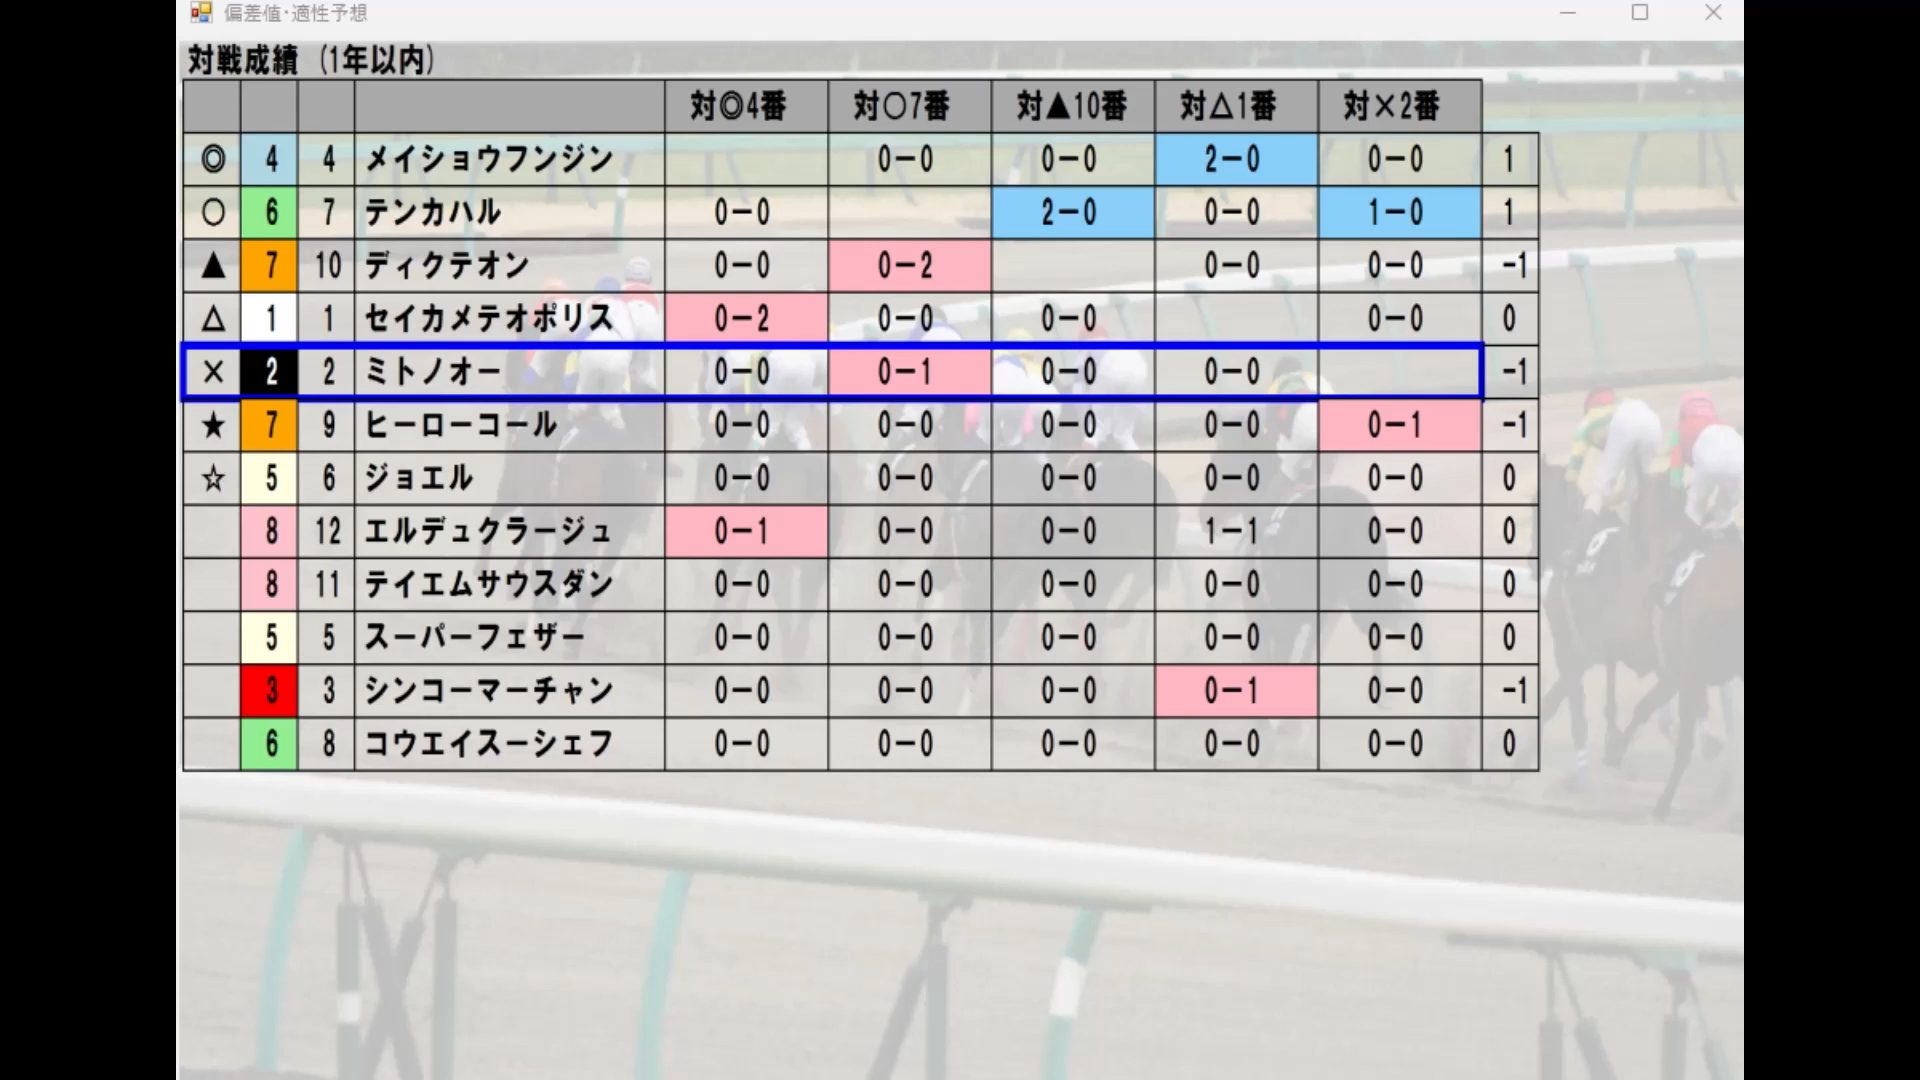 偏差値・適性予想
対戦成績 (1年以内)
対◎4番 対○7番 対▲10番 対△1番 対×2番
◎ 4 4 メイショウフンジン 0-0 0-0 2-0 0-0 1
○ 6 7 テンカハル 0-0 2-0 0-0 1-0 1
▲ 7 10 ディクテオン 0-0 0-2 0-0 0-0 -1
△ 1 1 セイカメテオポリス 0-2 0-0 0-0 0-0 0
× 2 2 ミトノオー 0-0 0-1 0-0 0-0 -1
★ 7 9 ヒーローコール 0-0 0-0 0-0 0-0 0-1 -1
☆ 5 6 ジョエル 0-0 0-0 0-0 0-0 0-0 0
8 12 エルデュクラージュ 0-1 0-0 0-0 1-1 0-0 0
8 11 テイエムサウスダン 0-0 0-0 0-0 0-0 0-0 0
5 5 スーパーフェザー 0-0 0-0 0-0 0-0 0-0 0
3 3 シンコーマーチャン 0-0 0-0 0-0 0-1 0-0 -1
6 8 コウエイスーシェフ 0-0 0-0 0-0 0-0 0-0 0